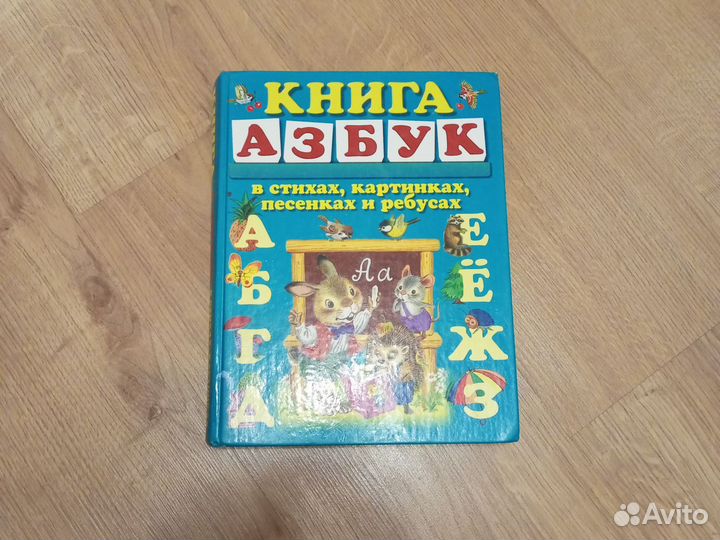 КНИГА
АЗБУК
в стихах, картинках,
песенках и ребусах
А Е
Аа
Б Ё
Г Ж
Д З
Avito